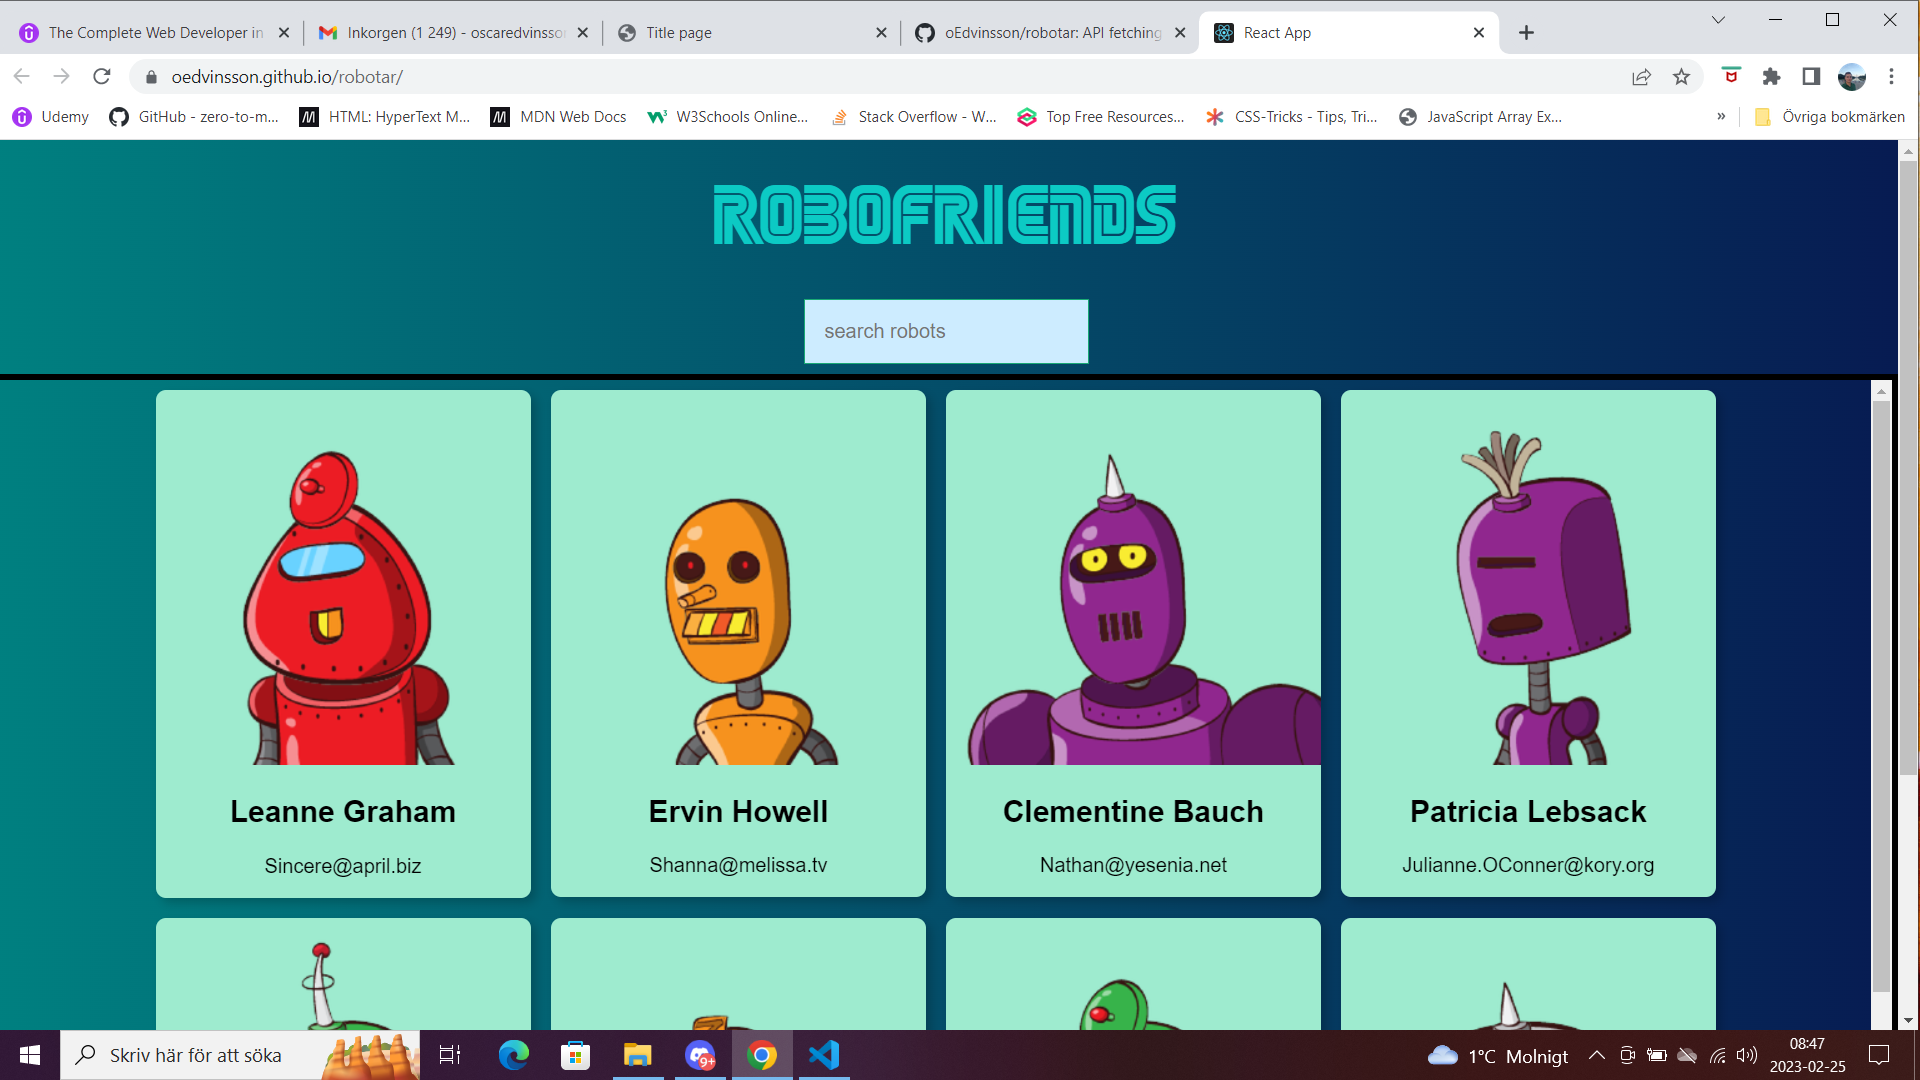 The Complete Web Developer in
Inkorgen (1 249) - oscaredvinsso
Title page
oEdvinsson/robotar: API fetching
React App
oedvinsson.github.io/robotar/
Udemy
GitHub - zero-to-m...
HTML: HyperText M...
MDN Web Docs
W3Schools Online...
Stack Overflow - W...
Top Free Resources...
CSS-Tricks - Tips, Tri...
JavaScript Array Ex...
»
Övriga bokmärken
ROBOFRIENDS
search robots
Leanne Graham
Sincere@april.biz
Ervin Howell
Shanna@melissa.tv
Clementine Bauch
Nathan@yesenia.net
Patricia Lebsack
Julianne.OConner@kory.org
Skriv här för att söka
9+
1°C Molnigt
08:47
2023-02-25